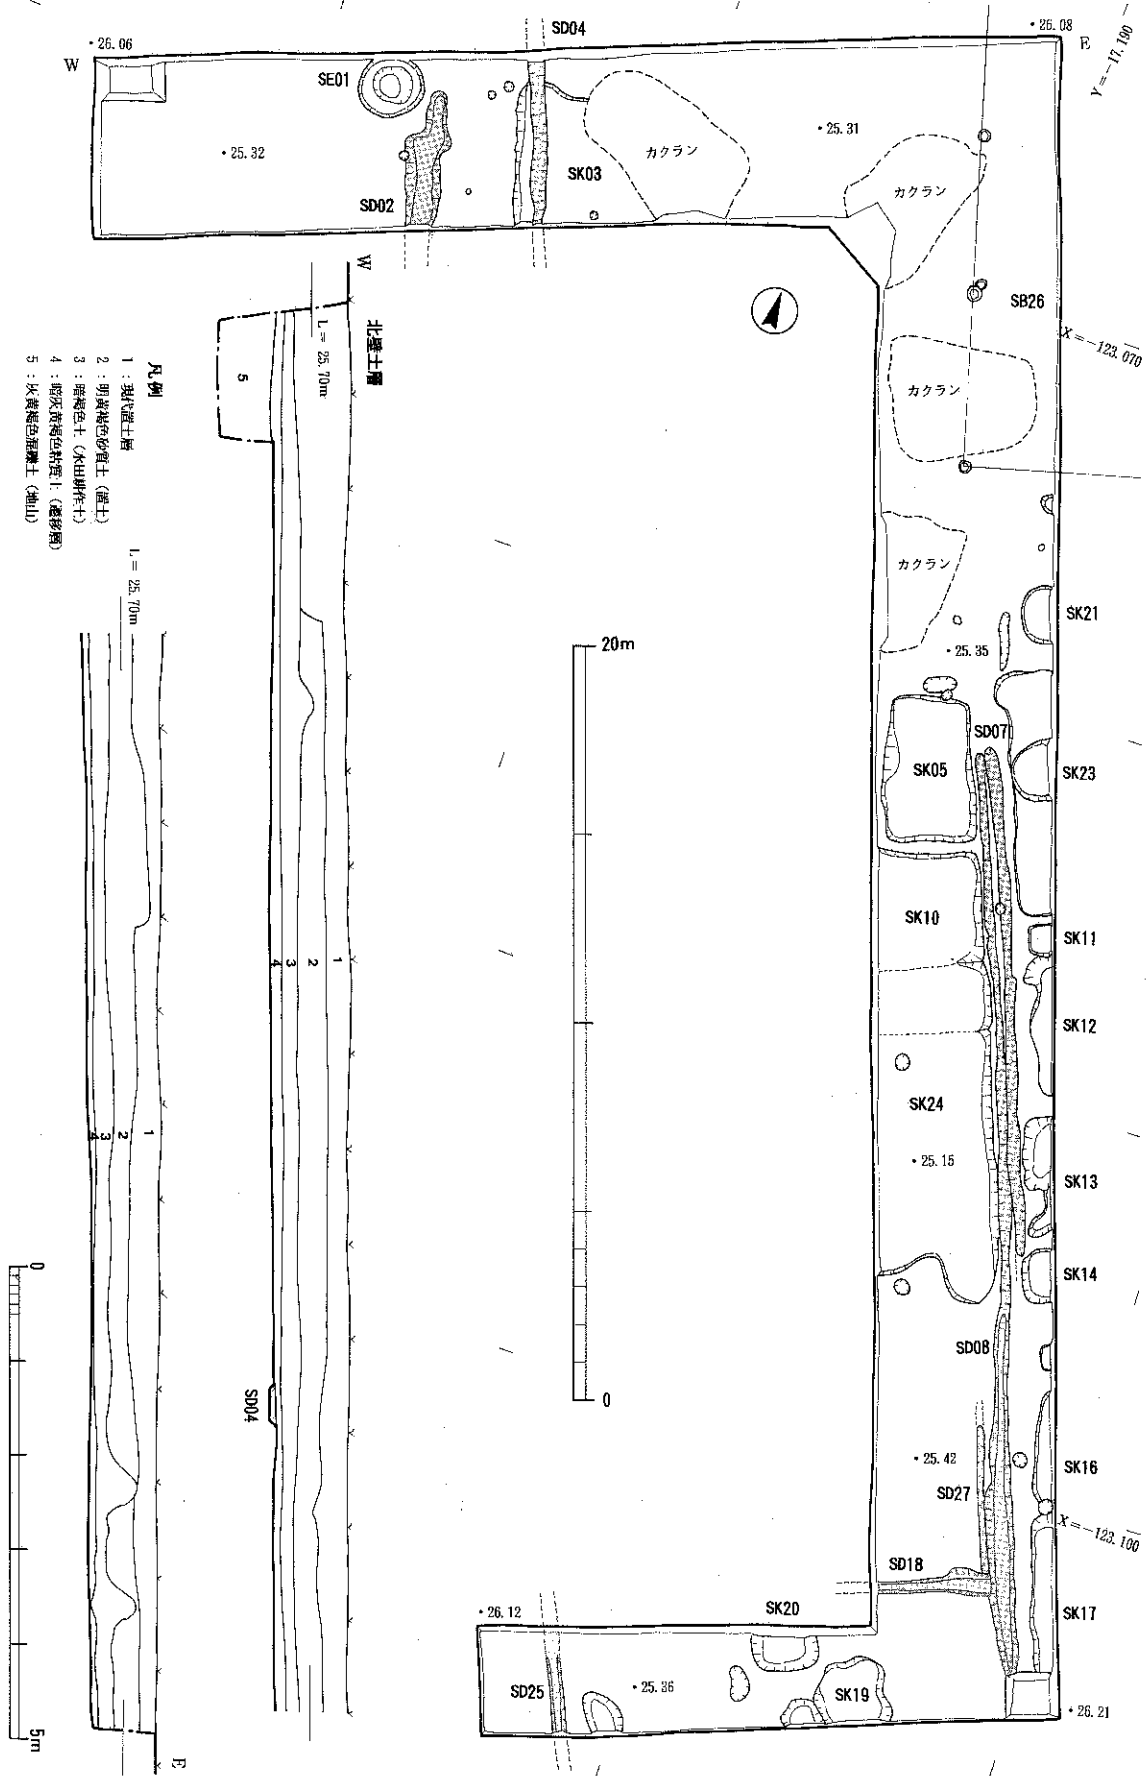 SD04
・26.06
・26.08
W
E
Y=-17.190
SE01
・25.32
・25.31
カクラン
カクラン
SK03
SD02
SB26
X=-123.070
カクラン
カクラン
W
L=25.70m
北壁土層
5
凡例
1：現代置土層
2：明黄褐色砂質土（置土）
3：暗褐色土（水田耕作土）
4：暗灰黄褐色粘質土（遷移層）
5：灰黄褐色混礫土（地山）
L=25.70m
20m
SK21
・25.35
SD07
SK05
SK23
SK10
SK11
1
2
3
4
SK12
SK24
1
2
3
4
・25.15
SK13
SK14
0
SD08
SD04
0
・25.42
SK16
SD27
X=-123.100
SD18
SK20
・26.12
SK17
SD25
・25.36
SK19
・26.21
5m
E